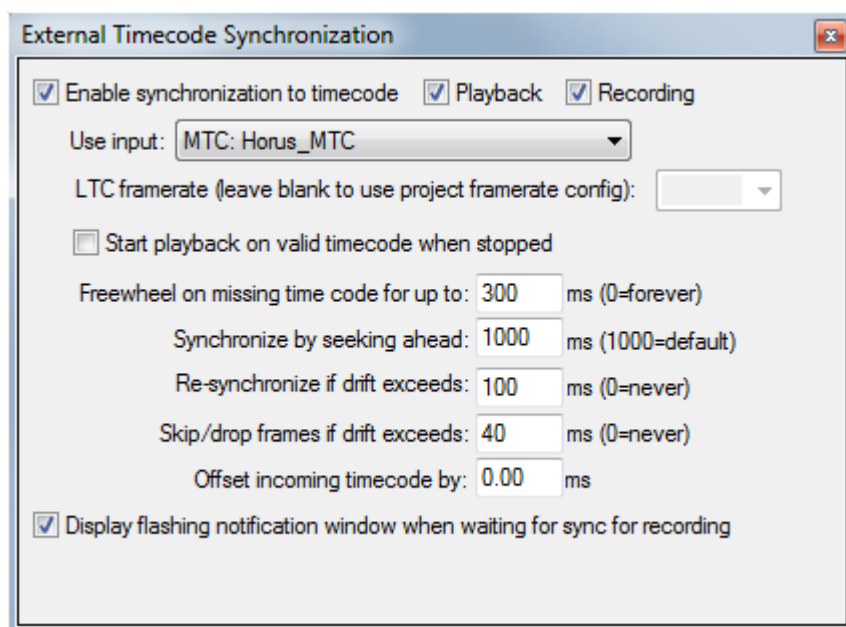 External Timecode Synchronization
Enable synchronization to timecode Playback Recording
Use input: MTC: Horus_MTC
LTC framerate (leave blank to use project framerate config):
Start playback on valid timecode when stopped
Freewheel on missing time code for up to: 300 ms (0=forever)
Synchronize by seeking ahead: 1000 ms (1000=default)
Re-synchronize if drift exceeds: 100 ms (0=never)
Skip/drop frames if drift exceeds: 40 ms (0=never)
Offset incoming timecode by: 0.00 ms
Display flashing notification window when waiting for sync for recording